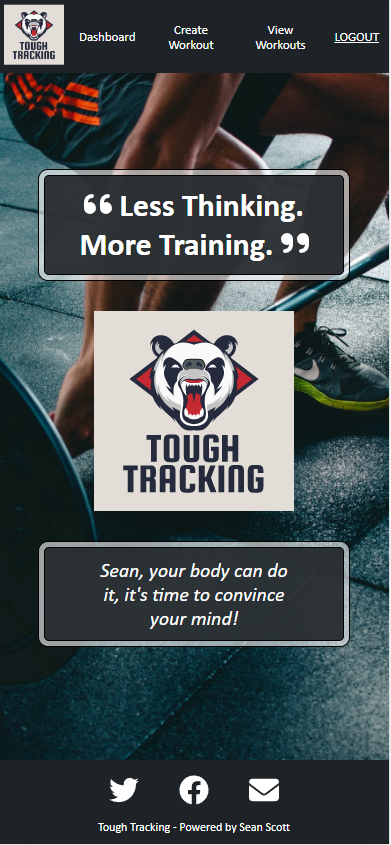 TOUGH
TRACKING
Dashboard
Create
Workout
View
Workouts
LOGOUT
“ Less Thinking.
More Training. ”
TOUGH
TRACKING
Sean, your body can do
it, it's time to convince
your mind!
Tough Tracking - Powered by Sean Scott